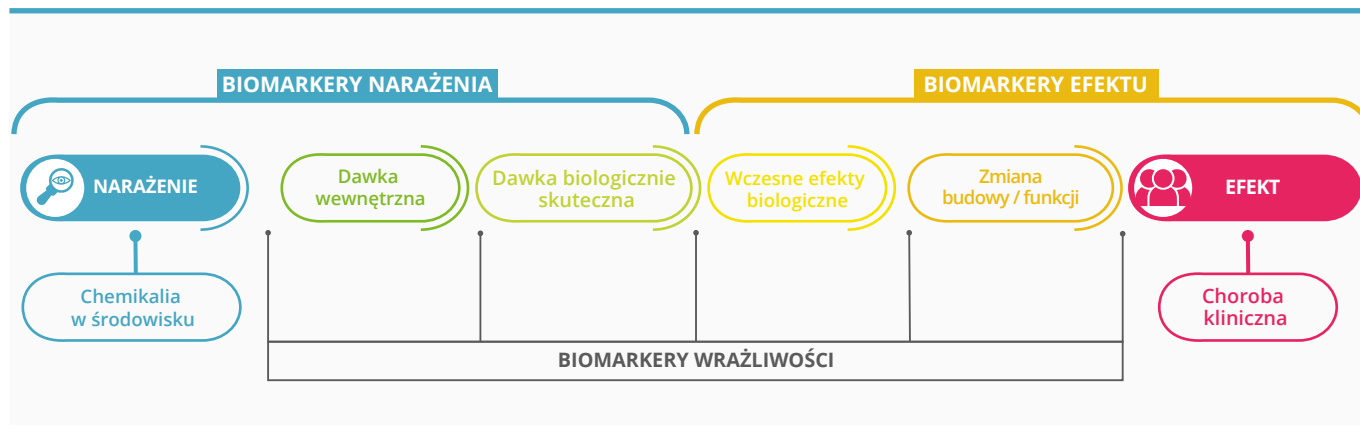 BIOMARKERY NARAŻENIA
BIOMARKERY EFEKTU
NARAŻENIE
Dawka
wewnętrzna
Dawka biologicznie
skuteczna
Wczesne efekty
biologiczne
Zmiana
budowy / funkcji
EFEKT
Chemikalia
w środowisku
Choroba
kliniczna
BIOMARKERY WRAŻLIWOŚCI